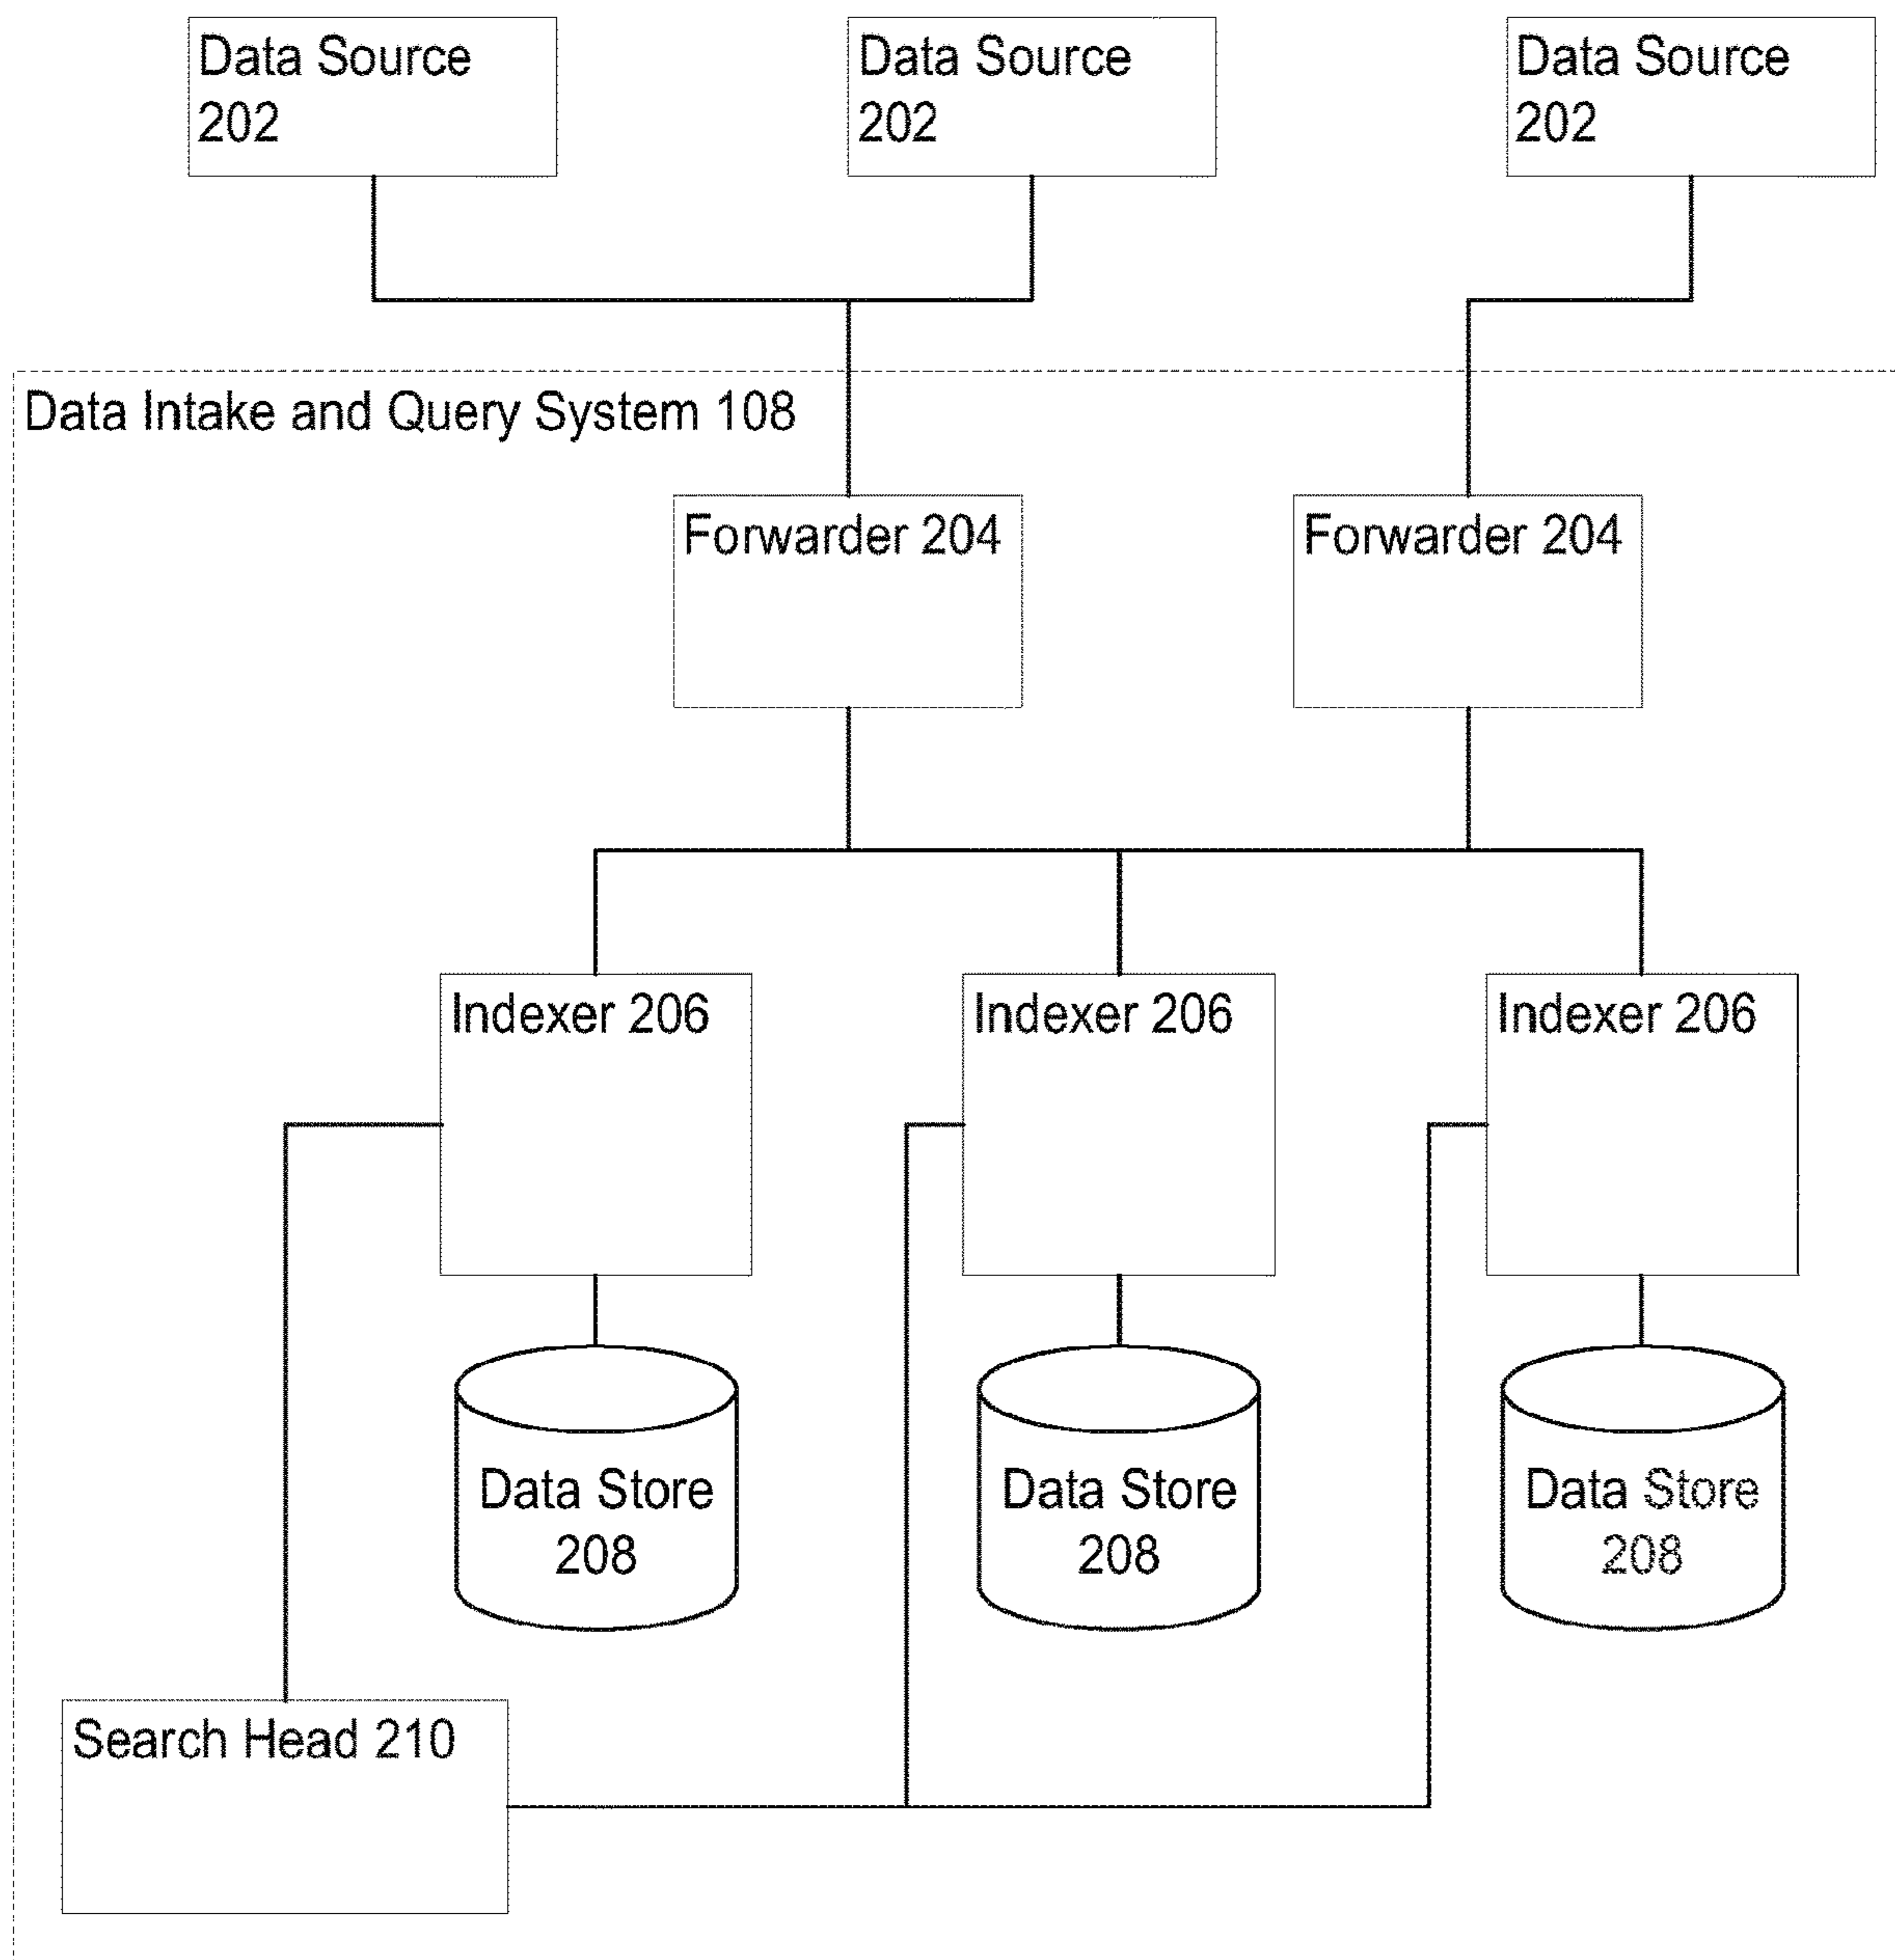 Data Source
202
Data Source
202
Data Source
202
Data Intake and Query System 108
Forwarder 204
Forwarder 204
Indexer 206
Indexer 206
Indexer 206
Data Store
208
Data Store
208
Data Store
208
Search Head 210